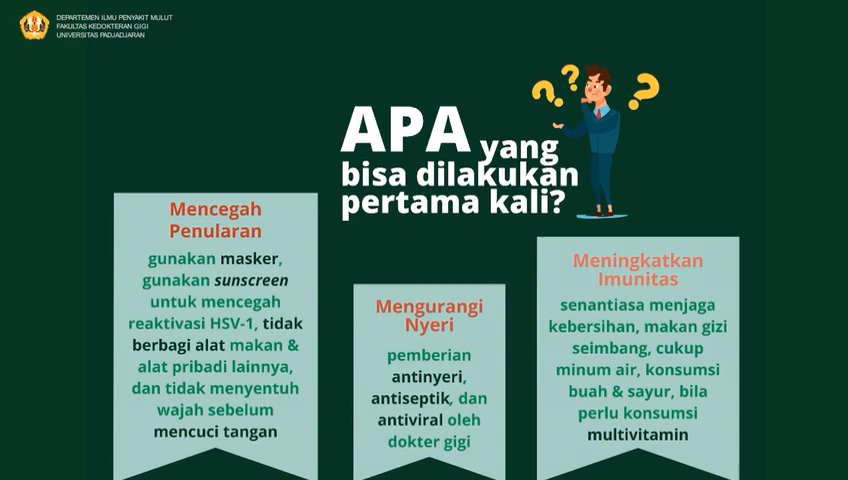 DEPARTEMEN ILMU PENYAKIT MULUT
FAKULTAS KEDOKTERAN GIGI
UNIVERSITAS PADJADJARAN
APA yang
bisa dilakukan
pertama kali?
Mencegah
Penularan
gunakan masker,
gunakan sunscreen
untuk mencegah
reaktivasi HSV-1, tidak
berbagi alat makan &
alat pribadi lainnya,
dan tidak menyentuh
wajah sebelum
mencuci tangan
Mengurangi
Nyeri
pemberian
antinyeri,
antiseptik, dan
antiviral oleh
dokter gigi
Meningkatkan
Imunitas
senantiasa menjaga
kebersihan, makan gizi
seimbang, cukup
minum air, konsumsi
buah & sayur, bila
perlu konsumsi
multivitamin